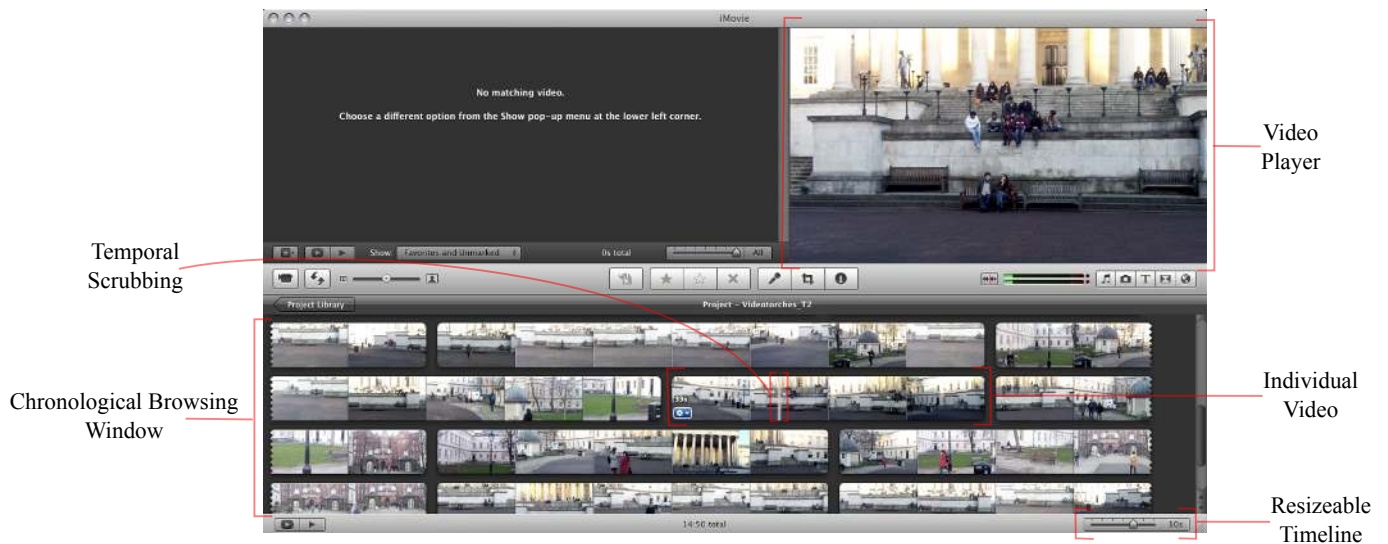 iMovie
No matching video.
Choose a different option from the Show pop-up menu at the lower left corner.
Video
Player
Temporal
Scrubbing
Show: Favorites and Unmarked
0s total
All
Project Library
Project - Videotorches_T2
Chronological Browsing
Window
33s
Individual
Video
14:50 total
10s
Resizeable
Timeline